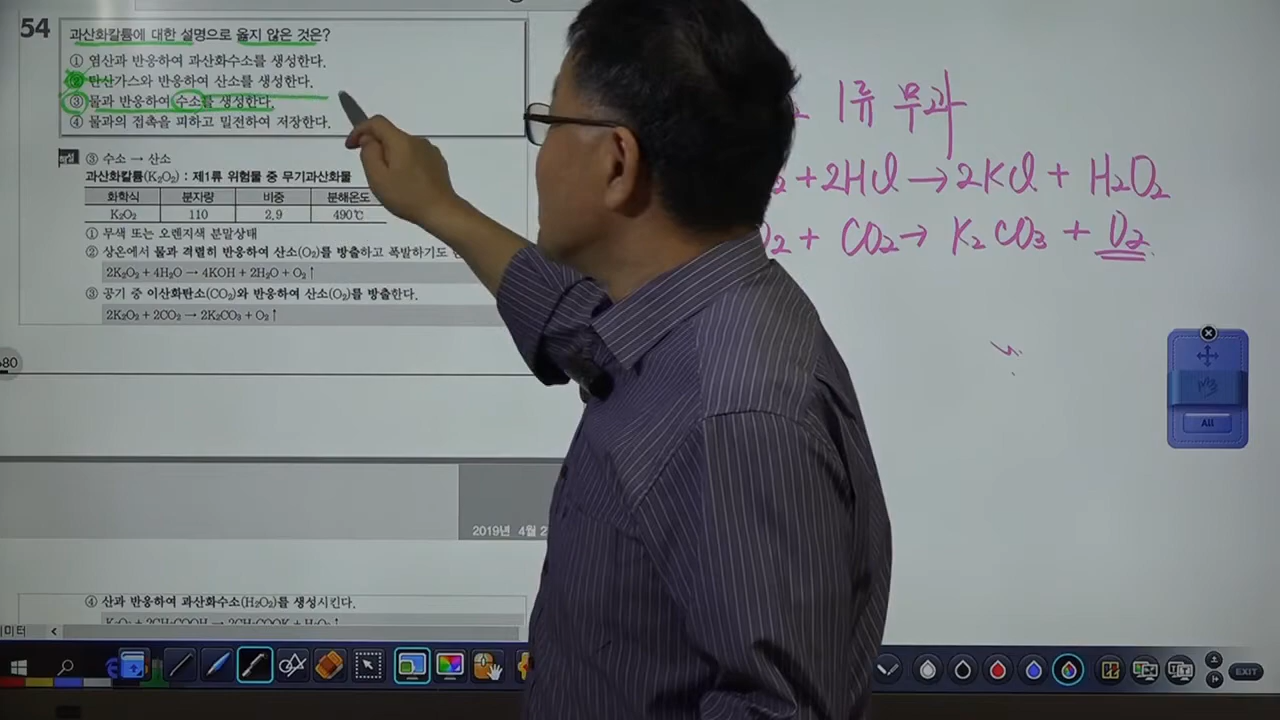 54
과산화칼륨에 대한 설명으로 옳지 않은 것은?
① 염산과 반응하여 과산화수소를 생성한다.
② 탄산가스와 반응하여 산소를 생성한다.
③ 물과 반응하여 수소를 생성한다.
④ 물과의 접촉을 피하고 밀전하여 저장한다.
③ 수소 → 산소
과산화칼륨(K₂O₂) : 제1류 위험물 중 무기과산화물
화학식 분자량 비중 분해온도
K₂O₂ 110 2.9 490℃
① 무색 또는 오렌지색 분말상태
② 상온에서 물과 격렬히 반응하여 산소(O₂)를 방출하고 폭발하기도
2K₂O₂ + 4H₂O → 4KOH + 2H₂O + O₂↑
③ 공기 중 이산화탄소(CO₂)와 반응하여 산소(O₂)를 방출한다.
2K₂O₂ + 2CO₂ → 2K₂CO₃ + O₂↑
2019년 4월
④ 산과 반응하여 과산화수소(H₂O₂)를 생성시킨다.
1류 무과
+ 2HCl → 2KCl + H₂O₂
O₂ + CO₂ → K₂CO₃ + O₂
All
EXIT